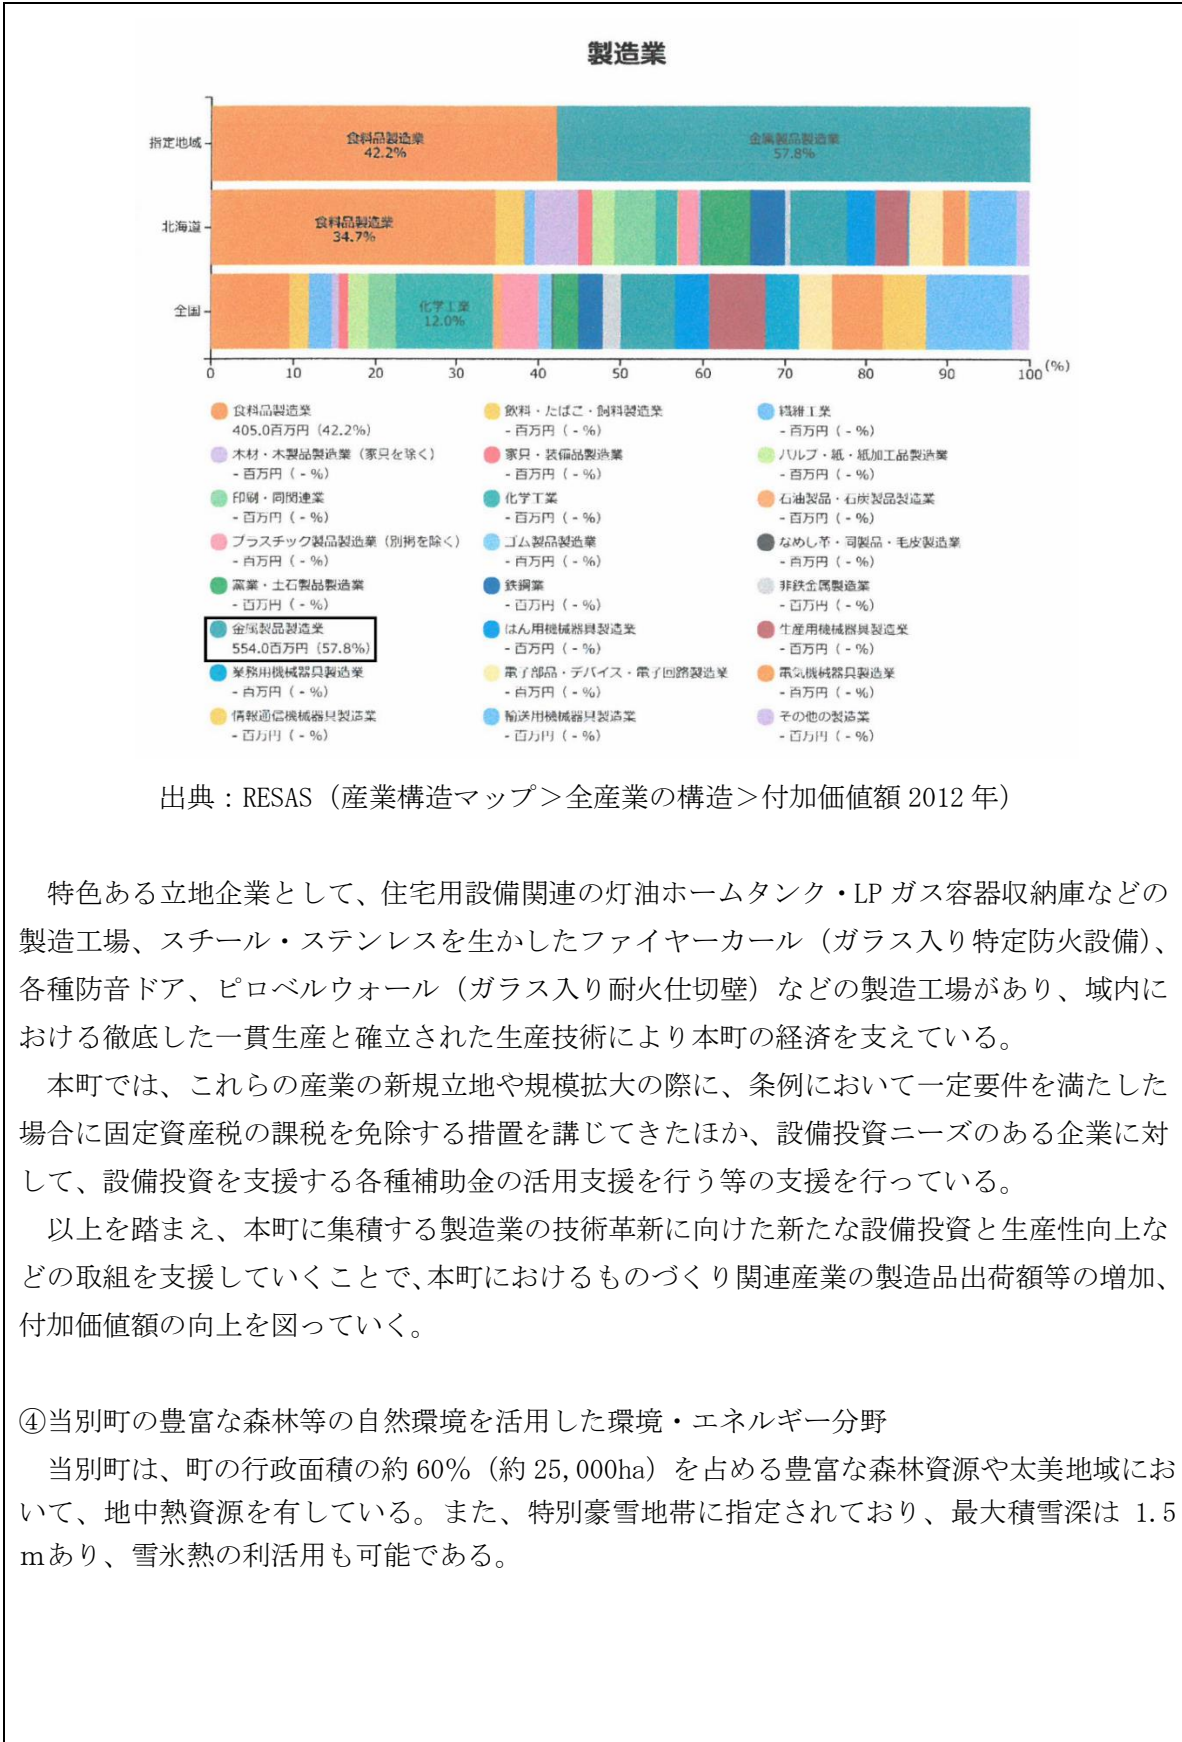 製造業
指定地域
食料品製造業
42.2%
金属製品製造業
57.8%
北海道
食料品製造業
34.7%
全国
化学工業
12.0%
0 10 20 30 40 50 60 70 80 90 100 (%)
食料品製造業 飲料・たばこ・飼料製造業 繊維工業
405.0百万円 (42.2%) - 百万円 ( - %) - 百万円 ( - %)
木材・木製品製造業（家具を除く） 家具・装備品製造業 パルプ・紙・紙加工品製造業
- 百万円 ( - %) - 百万円 ( - %) - 百万円 ( - %)
印刷・同関連業 化学工業 石油製品・石炭製品製造業
- 百万円 ( - %) - 百万円 ( - %) - 百万円 ( - %)
プラスチック製品製造業（別掲を除く） ゴム製品製造業 なめし革・同製品・毛皮製造業
- 百万円 ( - %) - 百万円 ( - %) - 百万円 ( - %)
窯業・土石製品製造業 鉄鋼業 非鉄金属製造業
- 百万円 ( - %) - 百万円 ( - %) - 百万円 ( - %)
金属製品製造業 はん用機械器具製造業 生産用機械器具製造業
554.0百万円 (57.8%) - 百万円 ( - %) - 百万円 ( - %)
業務用機械器具製造業 電子部品・デバイス・電子回路製造業 電気機械器具製造業
- 百万円 ( - %) - 百万円 ( - %) - 百万円 ( - %)
情報通信機械器具製造業 輸送用機械器具製造業 その他の製造業
- 百万円 ( - %) - 百万円 ( - %) - 百万円 ( - %)
出典：RESAS（産業構造マップ＞全産業の構造＞付加価値額 2012 年）
特色ある立地企業として、住宅用設備関連の灯油ホームタンク・LP ガス容器収納庫などの
製造工場、スチール・ステンレスを生かしたファイヤーカール（ガラス入り特定防火設備）、
各種防音ドア、ピロベルウォール（ガラス入り耐火仕切壁）などの製造工場があり、域内に
おける徹底した一貫生産と確立された生産技術により本町の経済を支えている。
本町では、これらの産業の新規立地や規模拡大の際に、条例において一定要件を満たした
場合に固定資産税の課税を免除する措置を講じてきたほか、設備投資ニーズのある企業に対
して、設備投資を支援する各種補助金の活用支援を行う等の支援を行っている。
以上を踏まえ、本町に集積する製造業の技術革新に向けた新たな設備投資と生産性向上な
どの取組を支援していくことで、本町におけるものづくり関連産業の製造品出荷額等の増加、
付加価値額の向上を図っていく。
④当別町の豊富な森林等の自然環境を活用した環境・エネルギー分野
当別町は、町の行政面積の約 60％（約 25,000ha）を占める豊富な森林資源や太美地域にお
いて、地中熱資源を有している。また、特別豪雪地帯に指定されており、最大積雪深は 1.5
ｍあり、雪氷熱の利活用も可能である。